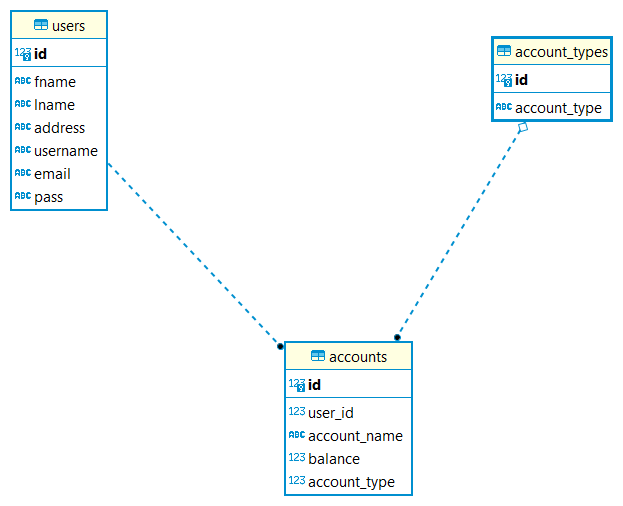 users
123 id
ABC fname
ABC lname
ABC address
ABC username
ABC email
ABC pass
account_types
123 id
ABC account_type
accounts
123 id
123 user_id
ABC account_name
123 balance
123 account_type